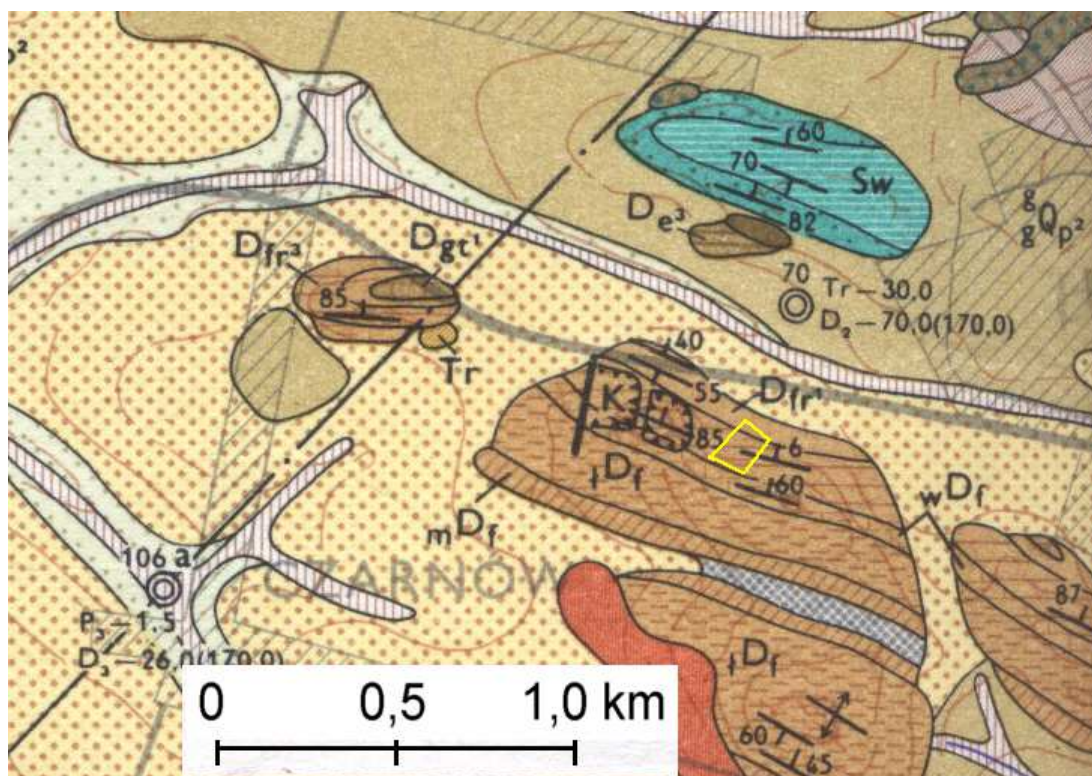 60
70
Sw
82
De³
gQp²
g
70 Tr–30,0
D₂–70,0(170,0)
Dfr³
Dgt¹
85
Tr
40
55
Dfr¹
K
Ł
85
6
60
tDf
mDf
wDf
106 a
CZARNÓW
P₃–1.5
D₃–26,0(170,0)
87
tDf
60
45
0 0,5 1,0 km